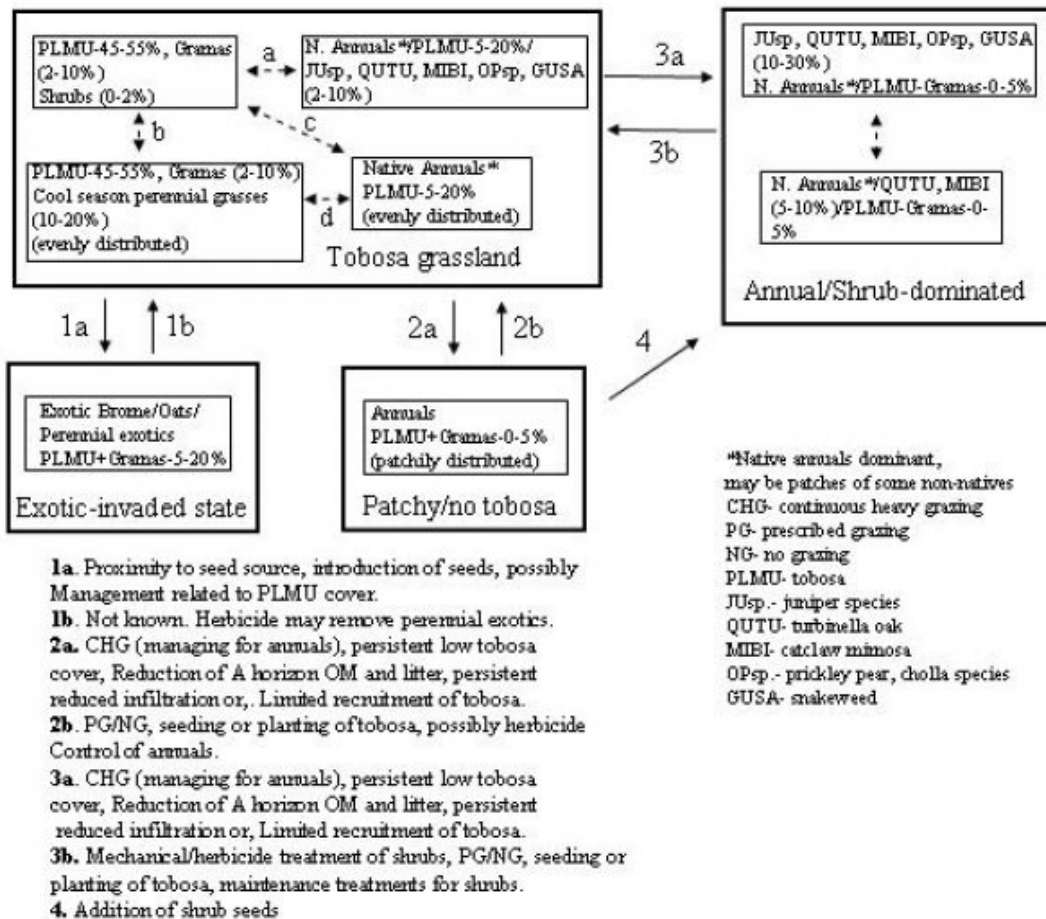 PLMU-45-55%, Gramas
(2-10%)
Shrubs (0-2%)
a
N. Annuals*/PLMU-5-20%/
JUsp, QUTU, MIBI, OPsp, GUSA
(2-10%)
b
c
PLMU-45-55%, Gramas (2-10%)
Cool season perennial grasses
(10-20%)
(evenly distributed)
d
Native Annuals*
PLMU-5-20%
(evenly distributed)
Tobosa grassland
3a
3b
JUsp, QUTU, MIBI, OPsp, GUSA
(10-30%)
N. Annuals*/PLMU-Gramas-0-5%
N. Annuals*/QUTU, MIBI
(5-10%)/PLMU-Gramas-0-
5%
Annual/Shrub-dominated
1a
1b
2a
2b
4
Exotic Brome/Oats/
Perennial exotics
PLMU+Gramas-5-20%
Exotic-invaded state
Annuals
PLMU+Gramas-0-5%
(patchily distributed)
Patchy/no tobosa
*Native annuals dominant,
may be patches of some non-natives
CHG- continuous heavy grazing
PG- prescribed grazing
NG- no grazing
PLMU- tobosa
JUsp.- juniper species
QUTU- turbinella oak
MIBI- catclaw mimosa
OPsp.- prickley pear, cholla species
GUSA- snakeweed
1a. Proximity to seed source, introduction of seeds, possibly
Management related to PLMU cover.
1b. Not known. Herbicide may remove perennial exotics.
2a. CHG (managing for annuals), persistent low tobosa
cover, Reduction of A horizon OM and litter, persistent
reduced infiltration or,. Limited recruitment of tobosa.
2b. PG/NG, seeding or planting of tobosa, possibly herbicide
Control of annuals.
3a. CHG (managing for annuals), persistent low tobosa
cover, Reduction of A horizon OM and litter, persistent
reduced infiltration or, Limited recruitment of tobosa.
3b. Mechanical/herbicide treatment of shrubs, PG/NG, seeding or
planting of tobosa, maintenance treatments for shrubs.
4. Addition of shrub seeds